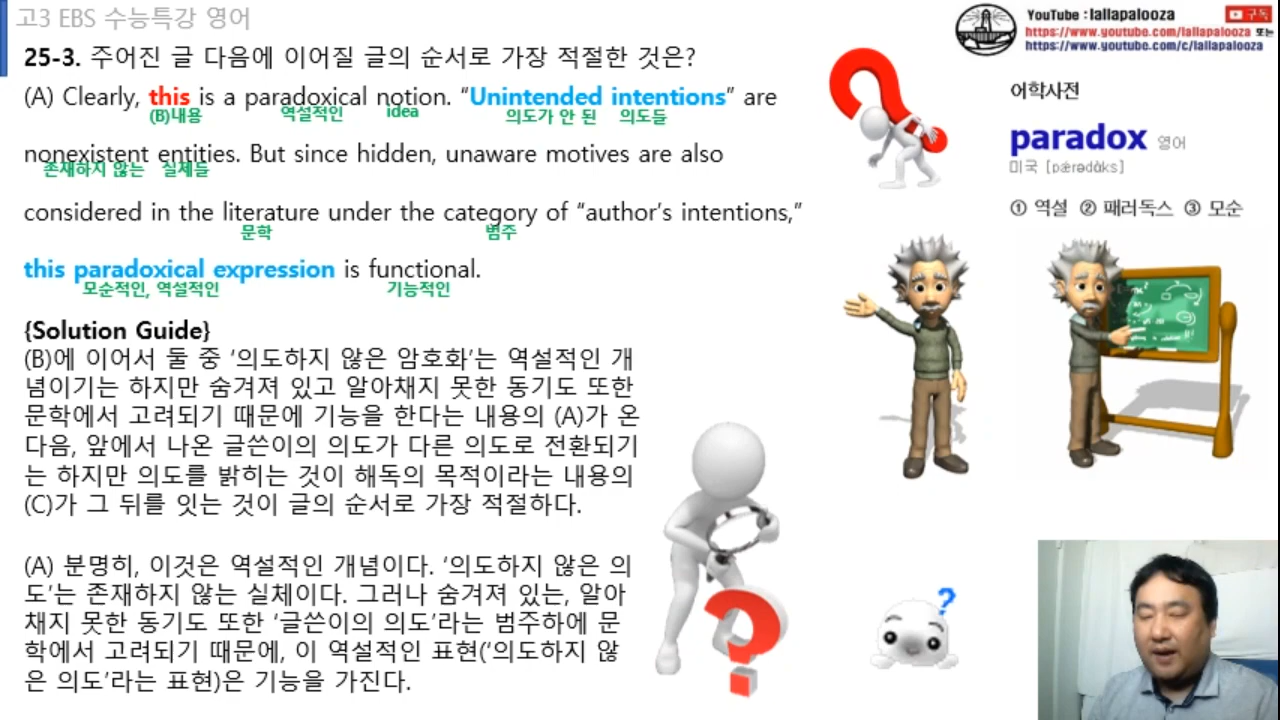 고3 EBS 수능특강 영어
YouTube : lallapalooza
구독
https://www.youtube.com/lallapalooza 또는
https://www.youtube.com/c/lallapalooza
25-3. 주어진 글 다음에 이어질 글의 순서로 가장 적절한 것은?
(A) Clearly, this is a paradoxical notion. “Unintended intentions” are
(B)내용 역설적인 idea 의도가 안 된 의도들
nonexistent entities. But since hidden, unaware motives are also
존재하지 않는 실제들
considered in the literature under the category of “author’s intentions,”
문학 범주
this paradoxical expression is functional.
모순적인, 역설적인 기능적인
{Solution Guide}
(B)에 이어서 둘 중 ‘의도하지 않은 암호화’는 역설적인 개
념이기는 하지만 숨겨져 있고 알아채지 못한 동기도 또한
문학에서 고려되기 때문에 기능을 한다는 내용의 (A)가 온
다음, 앞에서 나온 글쓴이의 의도가 다른 의도로 전환되기
는 하지만 의도를 밝히는 것이 해독의 목적이라는 내용의
(C)가 그 뒤를 잇는 것이 글의 순서로 가장 적절하다.
(A) 분명히, 이것은 역설적인 개념이다. ‘의도하지 않은 의
도’는 존재하지 않는 실체이다. 그러나 숨겨져 있는, 알아
채지 못한 동기도 또한 ‘글쓴이의 의도’라는 범주하에 문
학에서 고려되기 때문에, 이 역설적인 표현(‘의도하지 않
은 의도’라는 표현)은 기능을 가진다.
어학사전
paradox 영어
미국 [pǽrədὰks]
① 역설 ② 패러독스 ③ 모순